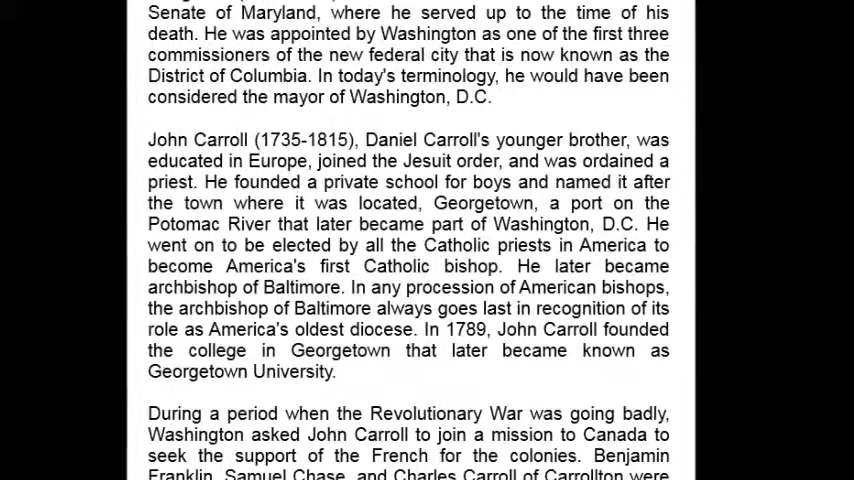 Senate of Maryland, where he served up to the time of his
death. He was appointed by Washington as one of the first three
commissioners of the new federal city that is now known as the
District of Columbia. In today's terminology, he would have been
considered the mayor of Washington, D.C.
John Carroll (1735-1815), Daniel Carroll's younger brother, was
educated in Europe, joined the Jesuit order, and was ordained a
priest. He founded a private school for boys and named it after
the town where it was located, Georgetown, a port on the
Potomac River that later became part of Washington, D.C. He
went on to be elected by all the Catholic priests in America to
become America's first Catholic bishop. He later became
archbishop of Baltimore. In any procession of American bishops,
the archbishop of Baltimore always goes last in recognition of its
role as America's oldest diocese. In 1789, John Carroll founded
the college in Georgetown that later became known as
Georgetown University.
During a period when the Revolutionary War was going badly,
Washington asked John Carroll to join a mission to Canada to
seek the support of the French for the colonies. Benjamin
Franklin, Samuel Chase, and Charles Carroll of Carrollton were